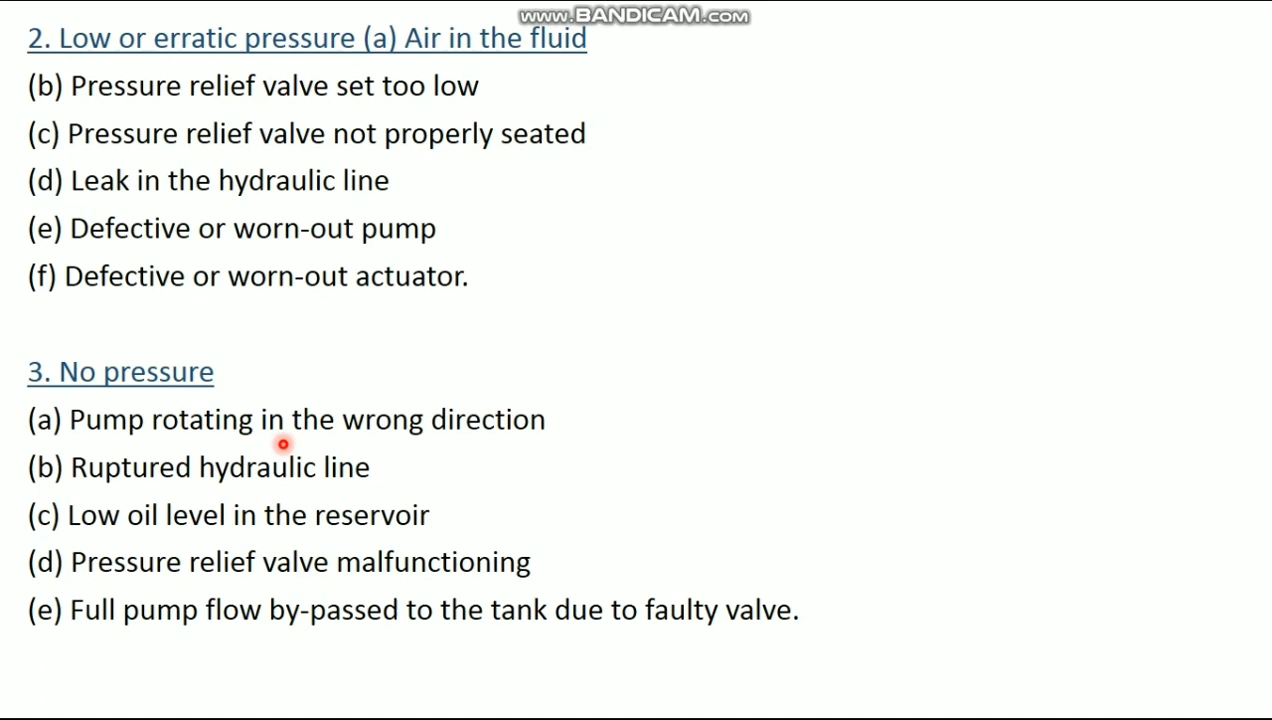 www.BANDICAM.com
2. Low or erratic pressure (a) Air in the fluid
(b) Pressure relief valve set too low
(c) Pressure relief valve not properly seated
(d) Leak in the hydraulic line
(e) Defective or worn-out pump
(f) Defective or worn-out actuator.
3. No pressure
(a) Pump rotating in the wrong direction
(b) Ruptured hydraulic line
(c) Low oil level in the reservoir
(d) Pressure relief valve malfunctioning
(e) Full pump flow by-passed to the tank due to faulty valve.